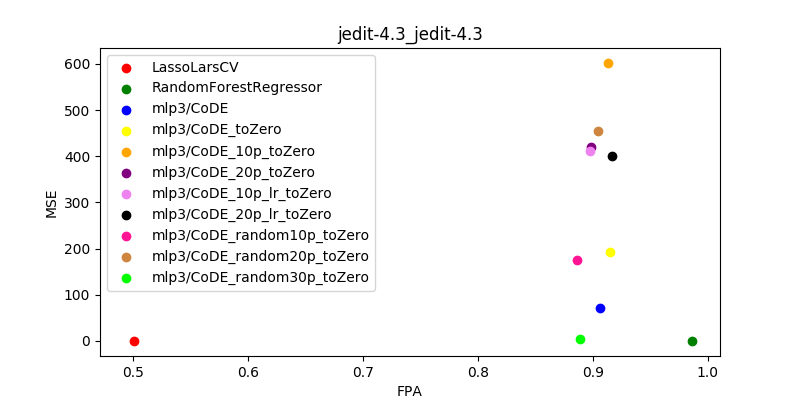 jedit-4.3_jedit-4.3
LassoLarsCV
RandomForestRegressor
mlp3/CoDE
mlp3/CoDE_toZero
mlp3/CoDE_10p_toZero
mlp3/CoDE_20p_toZero
mlp3/CoDE_10p_lr_toZero
mlp3/CoDE_20p_lr_toZero
mlp3/CoDE_random10p_toZero
mlp3/CoDE_random20p_toZero
mlp3/CoDE_random30p_toZero
MSE
600
500
400
300
200
100
0
0.5 0.6 0.7 0.8 0.9 1.0
FPA